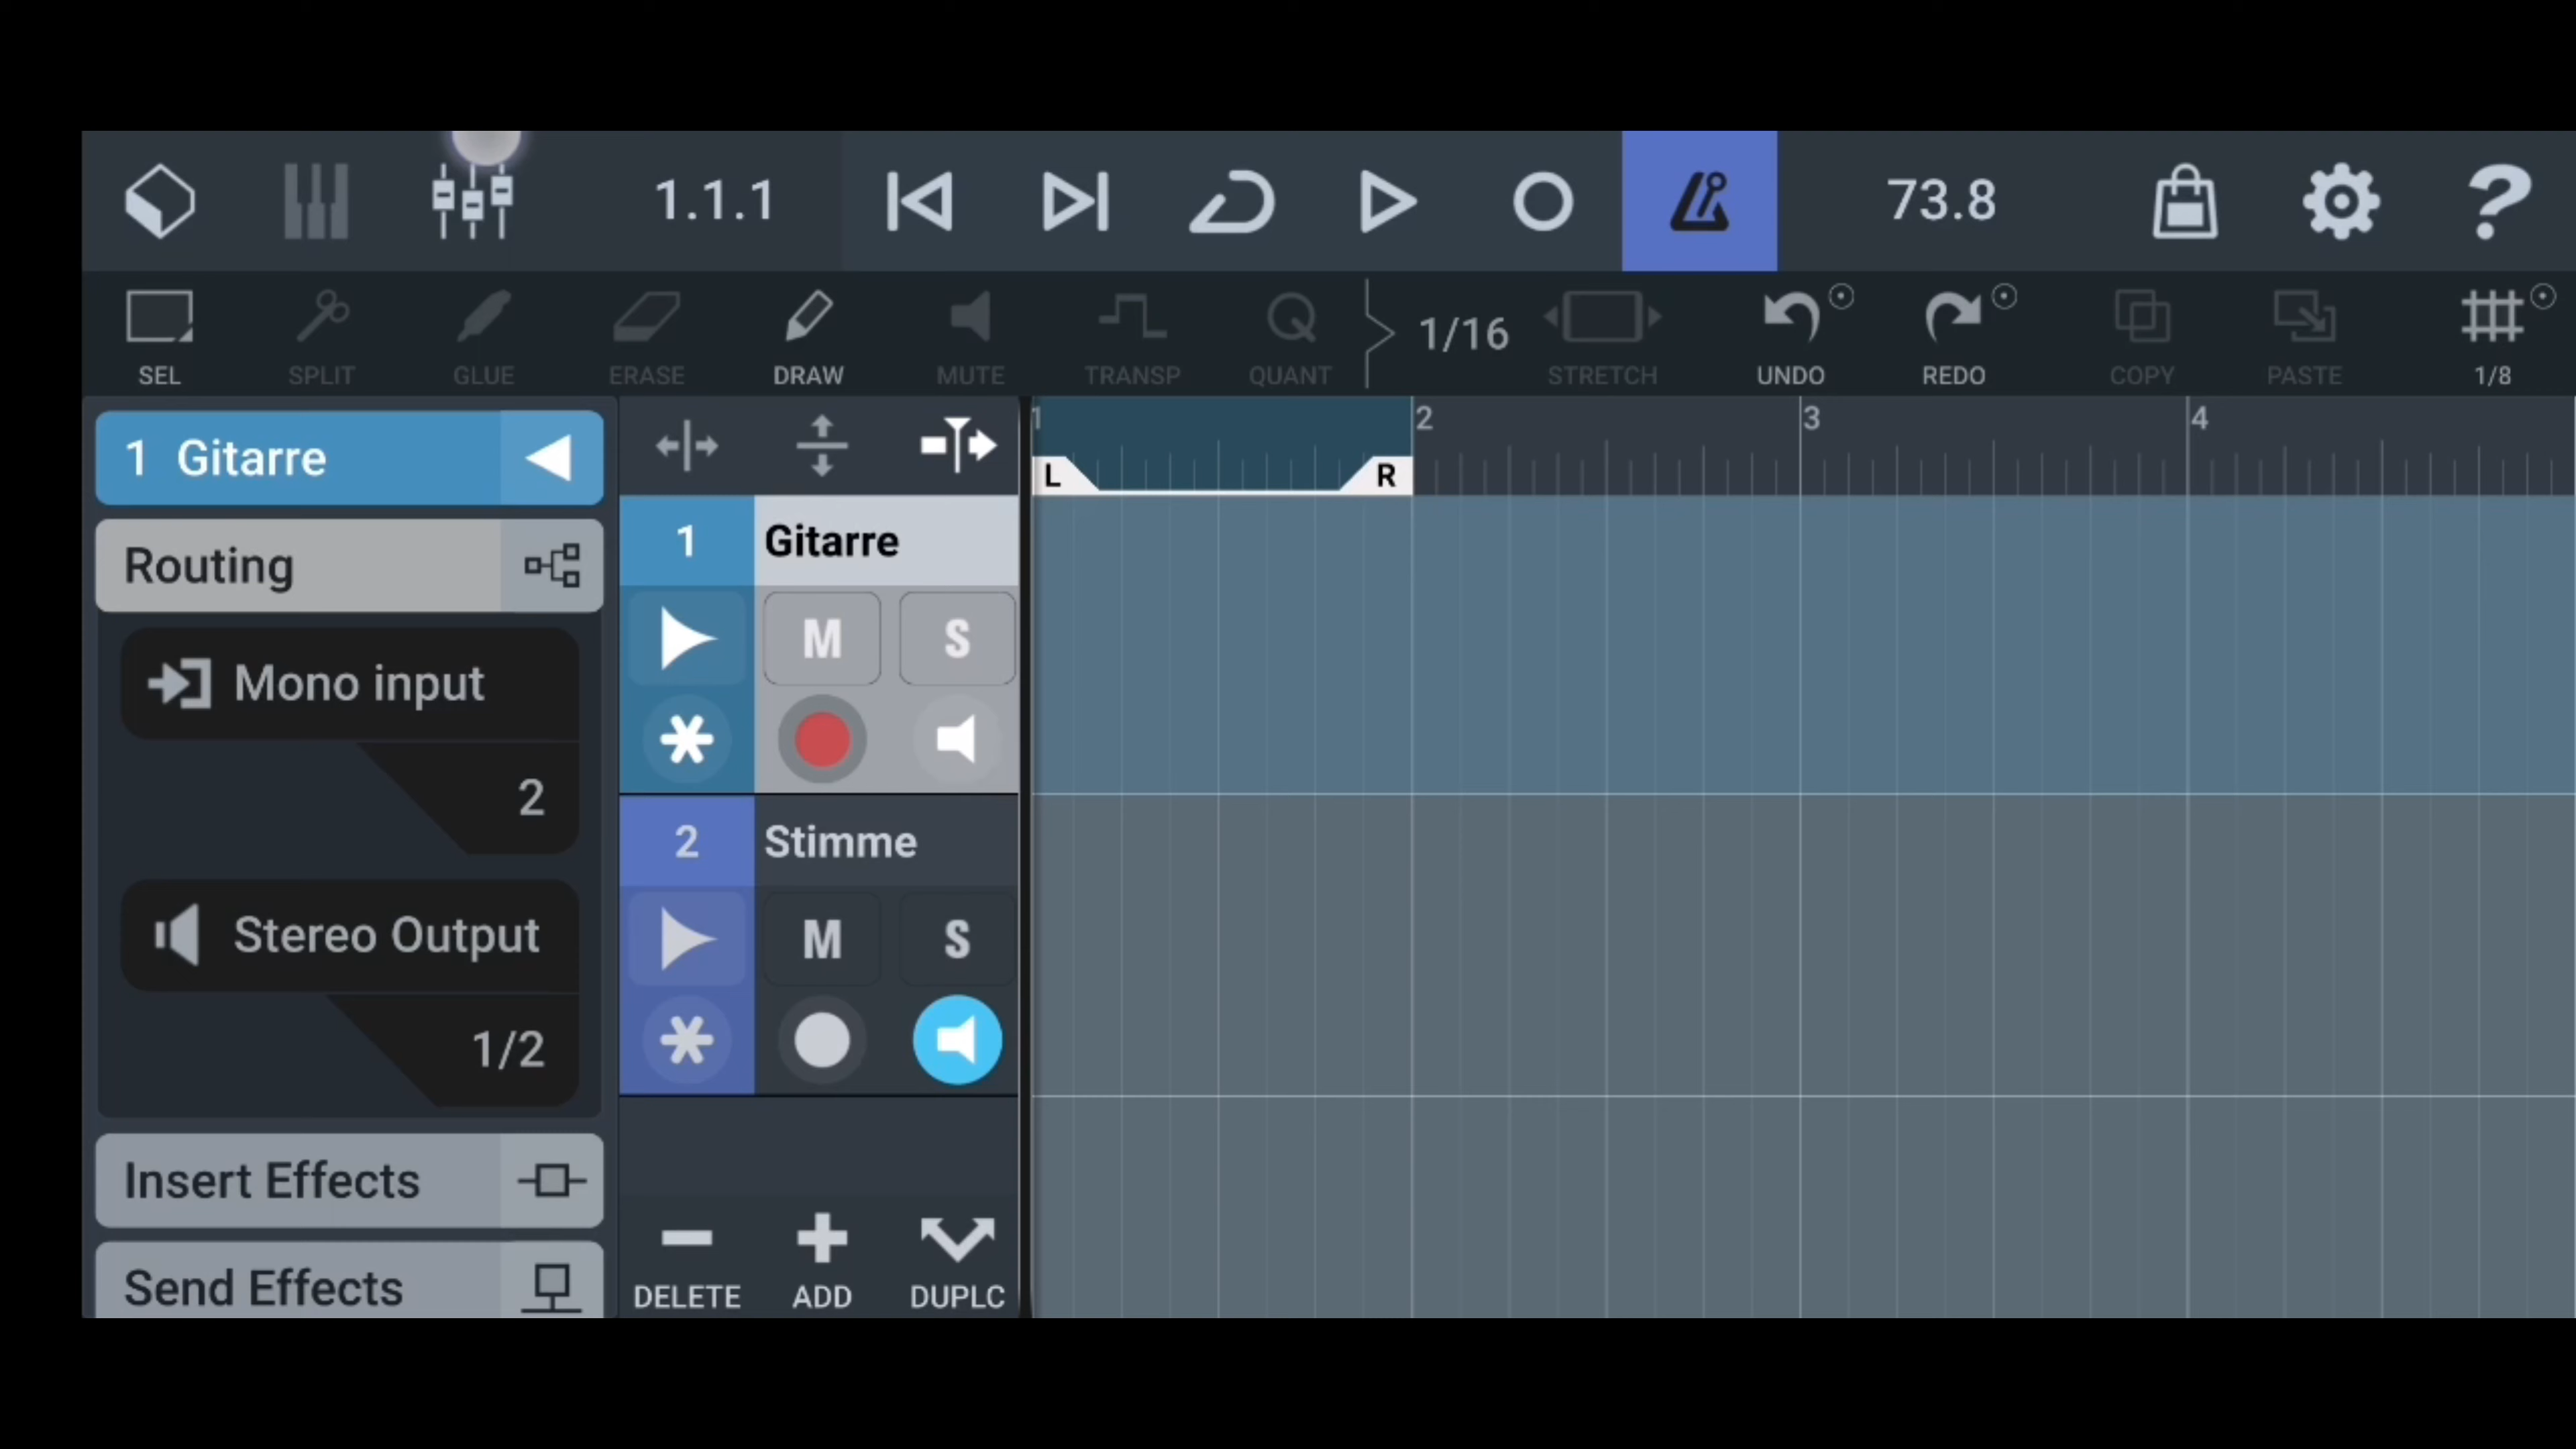 1.1.1
73.8
SEL
SPLIT
GLUE
ERASE
DRAW
MUTE
TRANSP
QUANT
1/16
STRETCH
UNDO
REDO
COPY
PASTE
1/8
1 Gitarre
Routing
Mono input
2
Stereo Output
1/2
Insert Effects
Send Effects
1 Gitarre
M S
2 Stimme
M S
DELETE
ADD
DUPLC
1
2
3
4
L
R